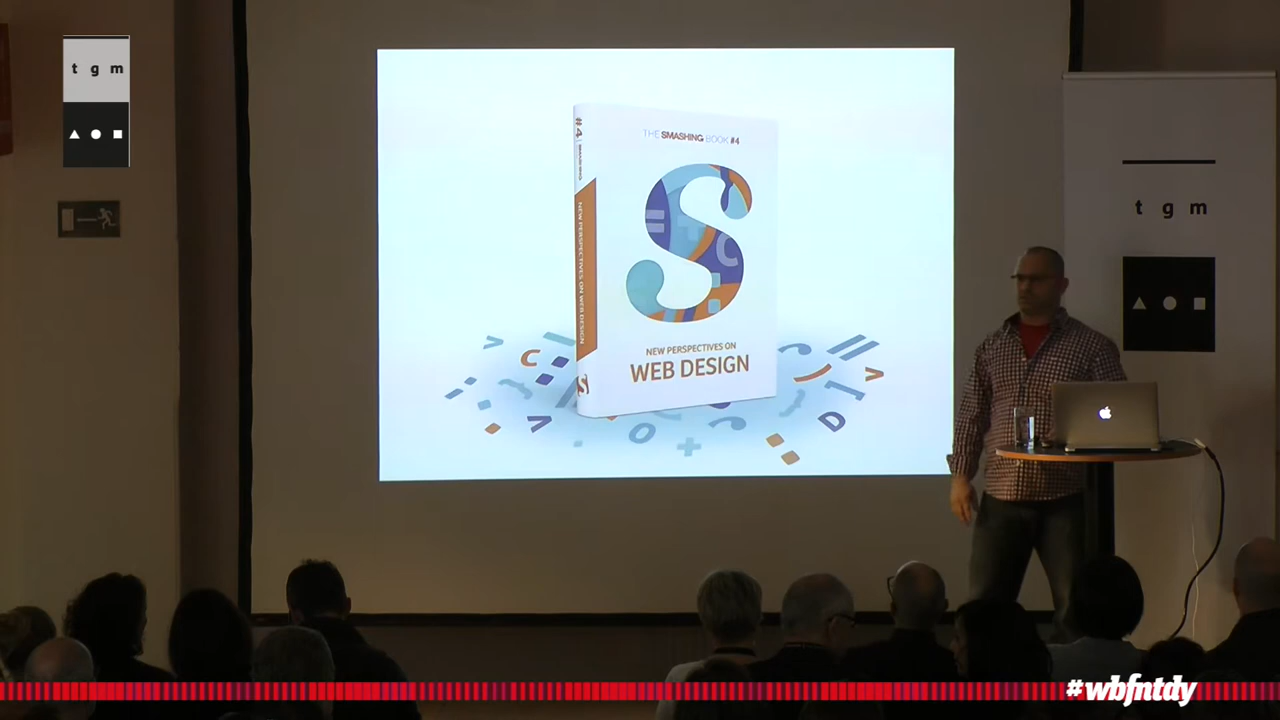 t g m
THE SMASHING BOOK #4
#4
SMASHING
NEW PERSPECTIVES ON WEB DESIGN
S
S
NEW PERSPECTIVES ON
WEB DESIGN
t g m
#wbfntdy